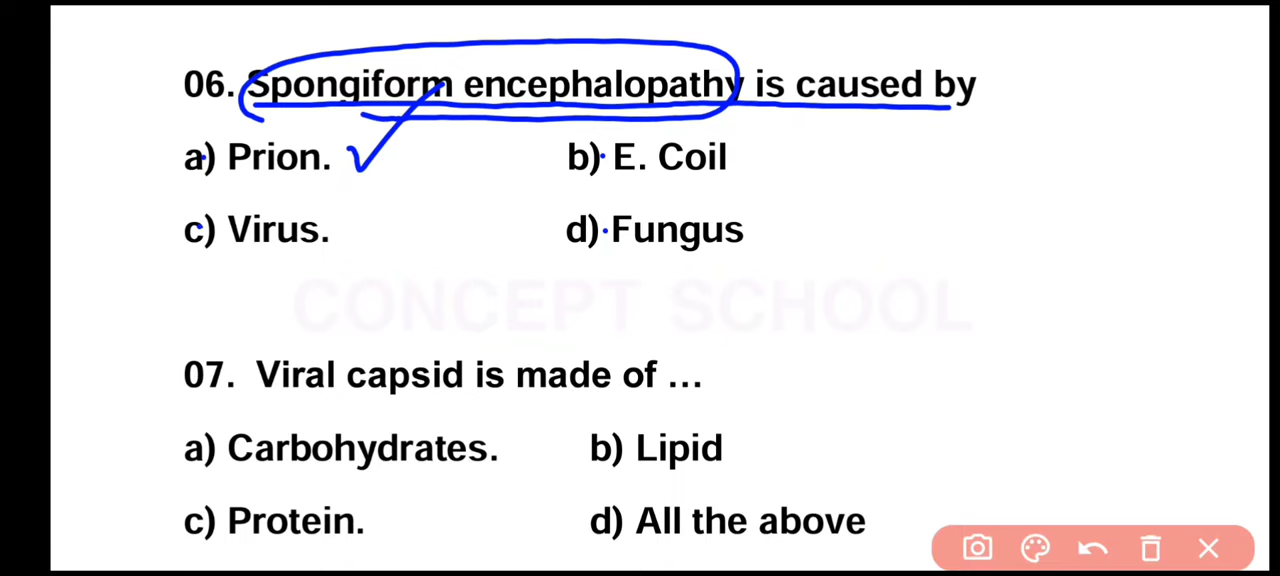 06. Spongiform encephalopathy is caused by
a) Prion. b) E. Coil
c) Virus. d) Fungus
CONCEPT SCHOOL
07. Viral capsid is made of ...
a) Carbohydrates. b) Lipid
c) Protein. d) All the above